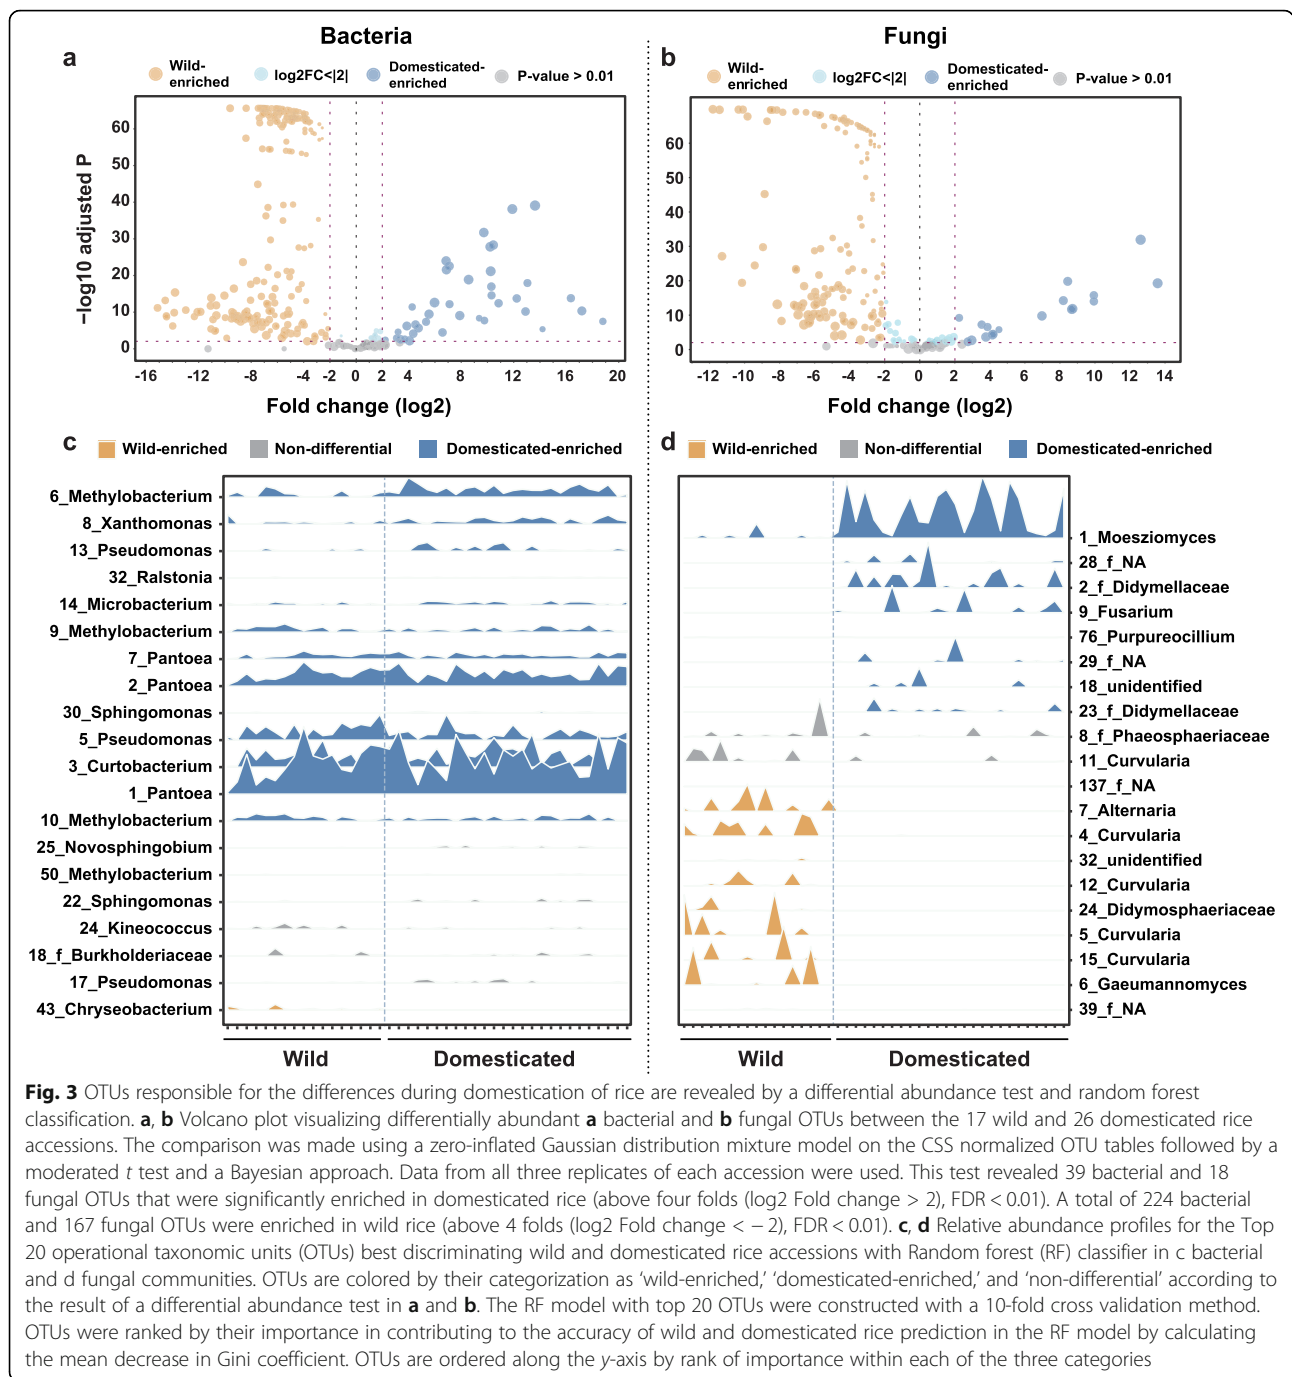 Bacteria
Fungi
a
Wild-
enriched
log2FC<|2|
Domesticated-
enriched
P-value > 0.01
−log10 adjusted P
60
50
40
30
20
10
0
-16
-12
-8
-4
-2
0
2
4
8
12
16
20
Fold change (log2)
b
Wild-
enriched
log2FC<|2|
Domesticated-
enriched
P-value > 0.01
60
50
40
30
20
10
0
-12
-10
-8
-6
-4
-2
0
2
4
6
8
10
12
14
Fold change (log2)
c
Wild-enriched
Non-differential
Domesticated-enriched
6_Methylobacterium
8_Xanthomonas
13_Pseudomonas
32_Ralstonia
14_Microbacterium
9_Methylobacterium
7_Pantoea
2_Pantoea
30_Sphingomonas
5_Pseudomonas
3_Curtobacterium
1_Pantoea
10_Methylobacterium
25_Novosphingobium
50_Methylobacterium
22_Sphingomonas
24_Kineococcus
18_f_Burkholderiaceae
17_Pseudomonas
43_Chryseobacterium
Wild
Domesticated
d
Wild-enriched
Non-differential
Domesticated-enriched
1_Moesziomyces
28_f_NA
2_f_Didymellaceae
9_Fusarium
76_Purpureocillium
29_f_NA
18_unidentified
23_f_Didymellaceae
8_f_Phaeosphaeriaceae
11_Curvularia
137_f_NA
7_Alternaria
4_Curvularia
32_unidentified
12_Curvularia
24_Didymosphaeriaceae
5_Curvularia
15_Curvularia
6_Gaeumannomyces
39_f_NA
Wild
Domesticated
Fig. 3 OTUs responsible for the differences during domestication of rice are revealed by a differential abundance test and random forest
classification. a, b Volcano plot visualizing differentially abundant a bacterial and b fungal OTUs between the 17 wild and 26 domesticated rice
accessions. The comparison was made using a zero-inflated Gaussian distribution mixture model on the CSS normalized OTU tables followed by a
moderated t test and a Bayesian approach. Data from all three replicates of each accession were used. This test revealed 39 bacterial and 18
fungal OTUs that were significantly enriched in domesticated rice (above four folds (log2 Fold change > 2), FDR < 0.01). A total of 224 bacterial
and 167 fungal OTUs were enriched in wild rice (above 4 folds (log2 Fold change < − 2), FDR < 0.01). c, d Relative abundance profiles for the Top
20 operational taxonomic units (OTUs) best discriminating wild and domesticated rice accessions with Random forest (RF) classifier in c bacterial
and d fungal communities. OTUs are colored by their categorization as ‘wild-enriched,’ ‘domesticated-enriched,’ and ‘non-differential’ according to
the result of a differential abundance test in a and b. The RF model with top 20 OTUs were constructed with a 10-fold cross validation method.
OTUs were ranked by their importance in contributing to the accuracy of wild and domesticated rice prediction in the RF model by calculating
the mean decrease in Gini coefficient. OTUs are ordered along the y-axis by rank of importance within each of the three categories